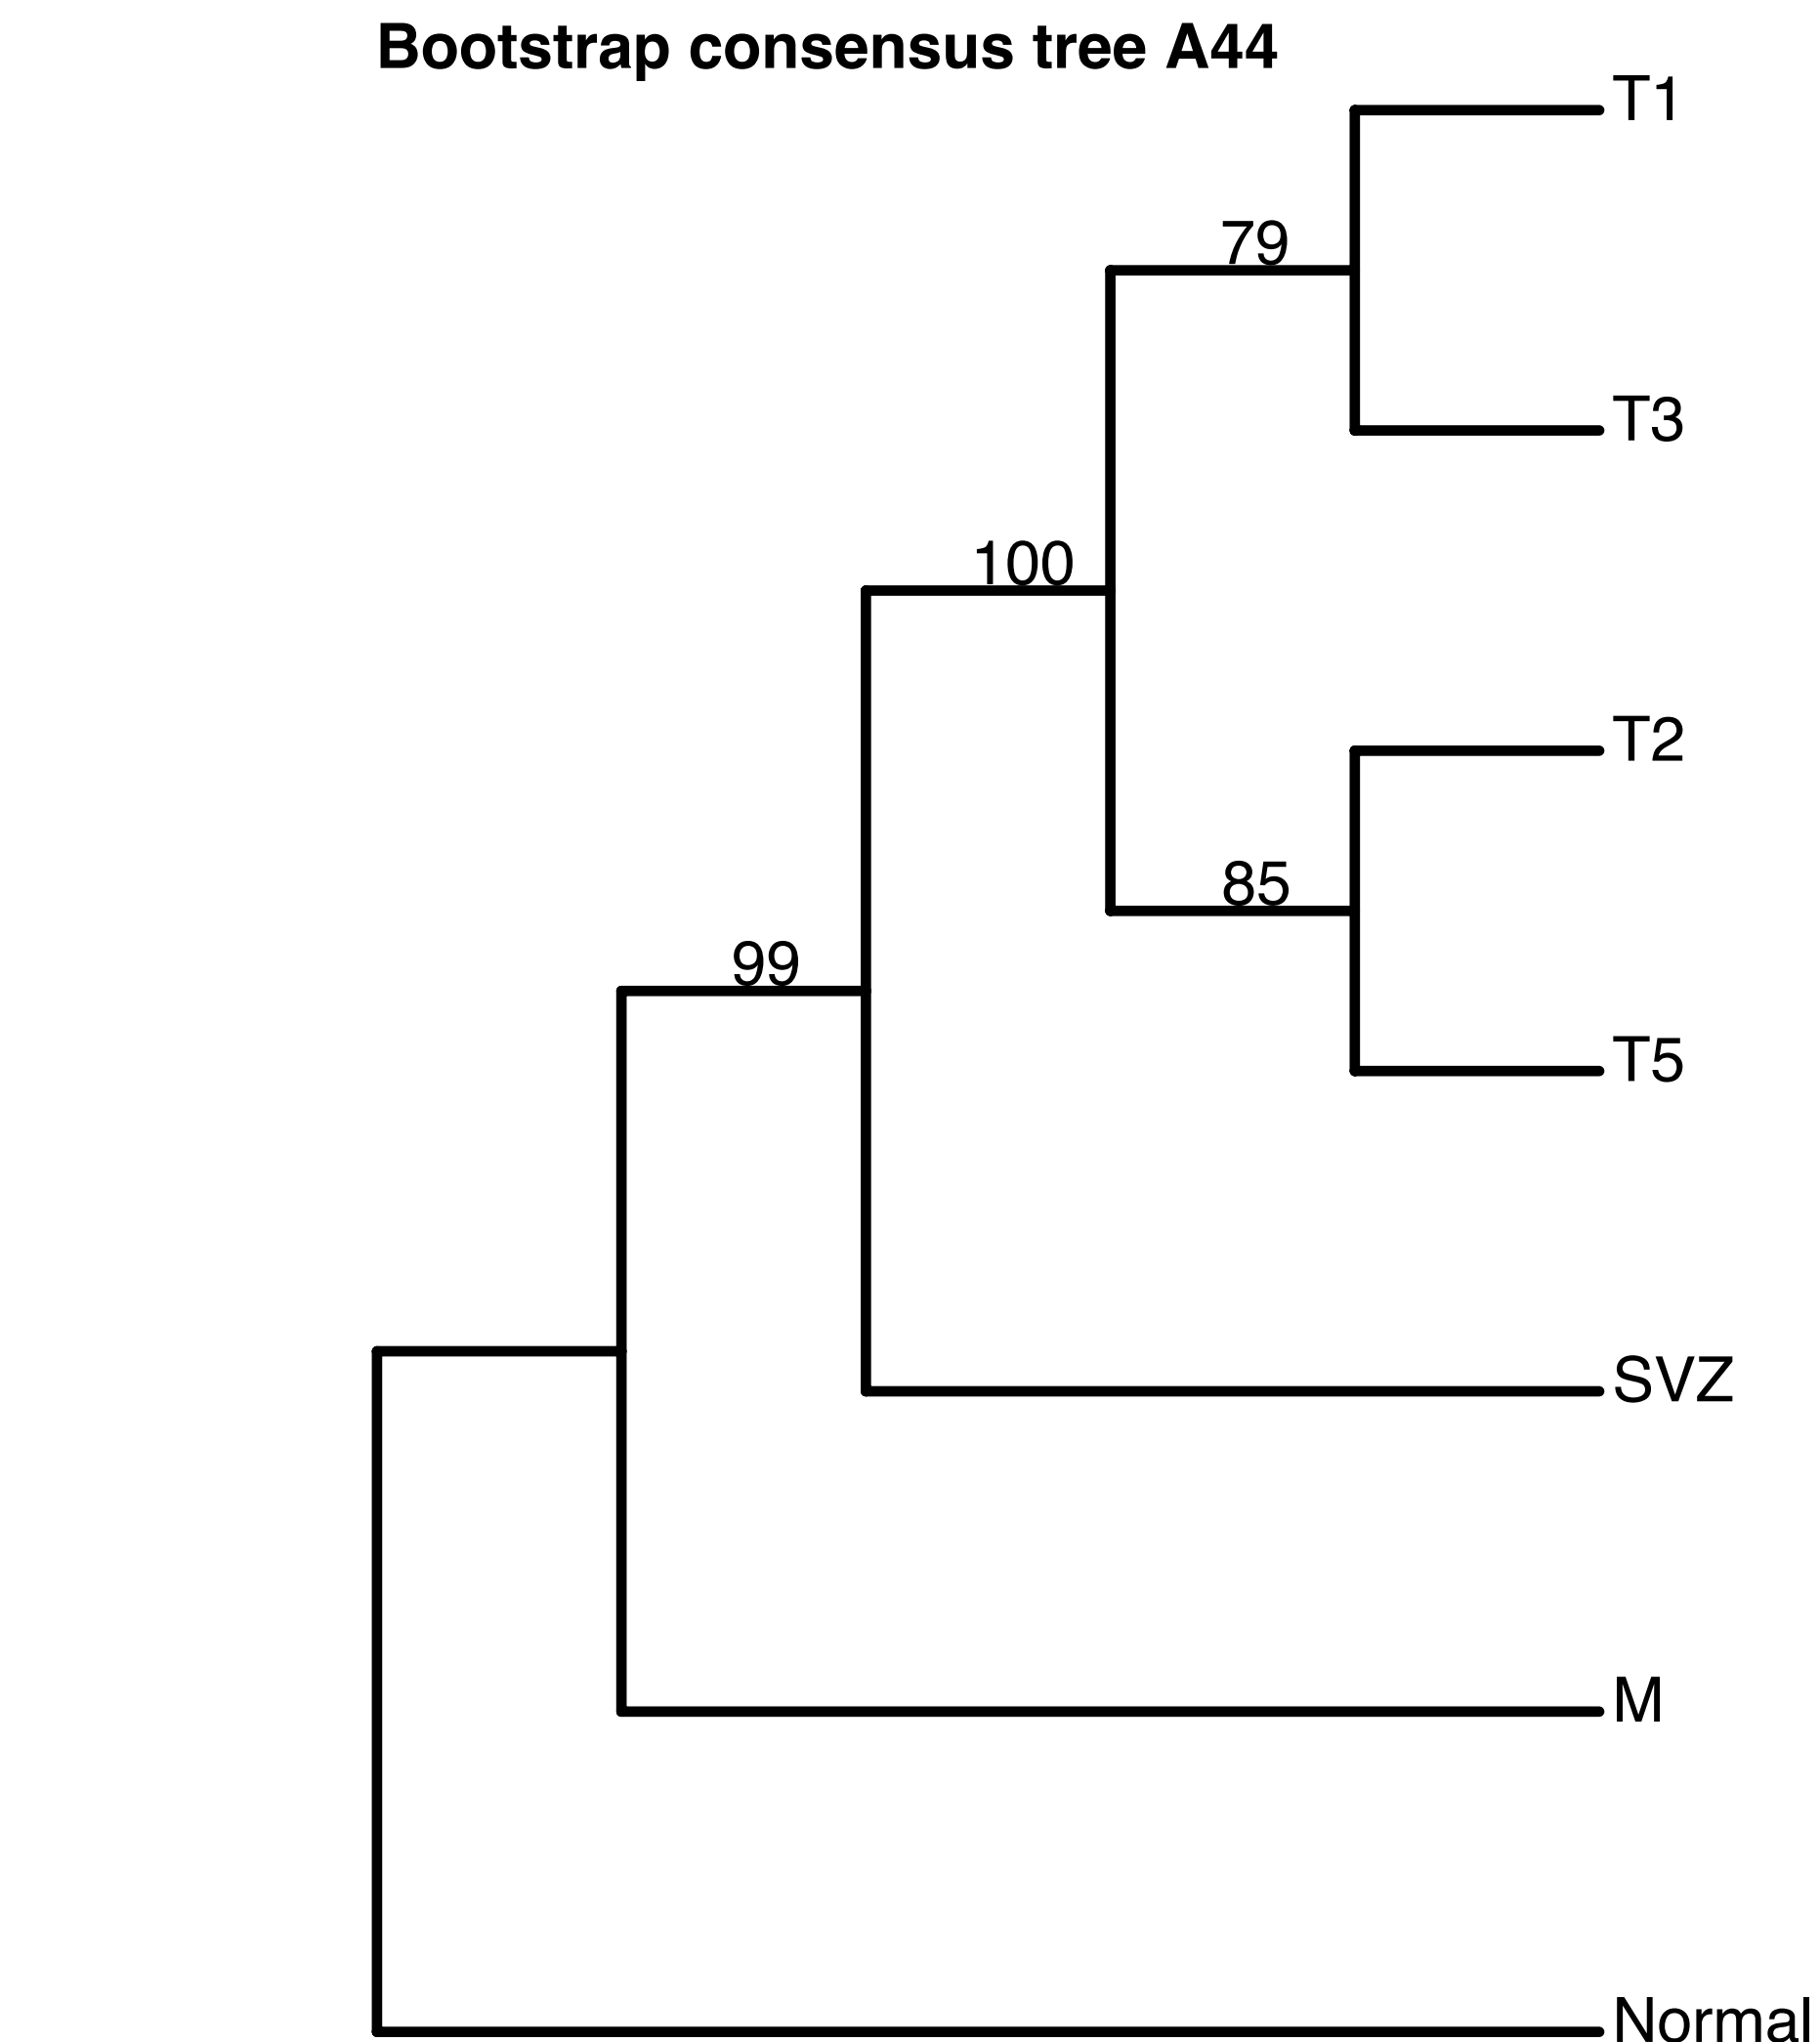 Bootstrap consensus tree A44
T1
79
T3
100
T2
85
99
T5
SVZ
M
Normal